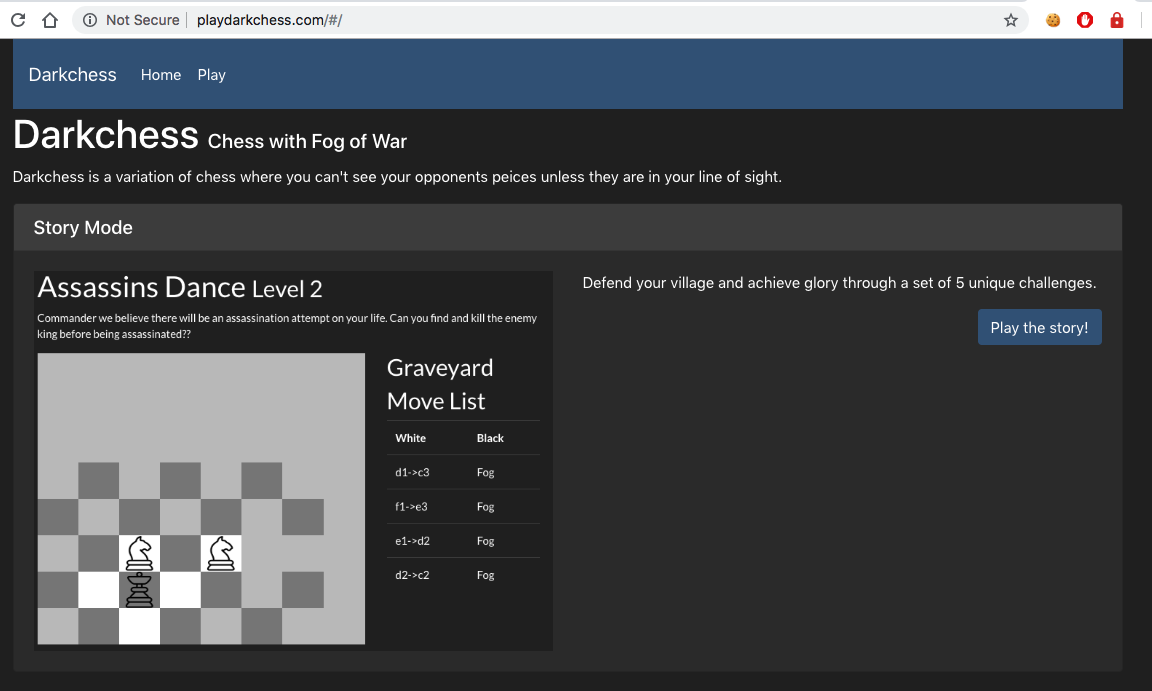 Not Secure playdarkchess.com/#/
Darkchess Home Play
Darkchess Chess with Fog of War
Darkchess is a variation of chess where you can't see your opponents peices unless they are in your line of sight.
Story Mode
Assassins Dance Level 2
Commander we believe there will be an assassination attempt on your life. Can you find and kill the enemy
king before being assassinated??
Graveyard
Move List
White Black
d1->c3 Fog
f1->e3 Fog
e1->d2 Fog
d2->c2 Fog
Defend your village and achieve glory through a set of 5 unique challenges.
Play the story!